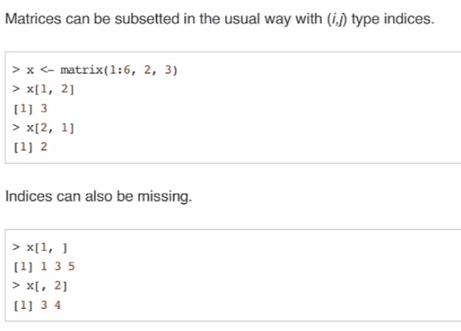 Matrices can be subsetted in the usual way with (i,j) type indices.
> x <- matrix(1:6, 2, 3)
> x[1, 2]
[1] 3
> x[2, 1]
[1] 2
Indices can also be missing.
> x[1, ]
[1] 1 3 5
> x[, 2]
[1] 3 4